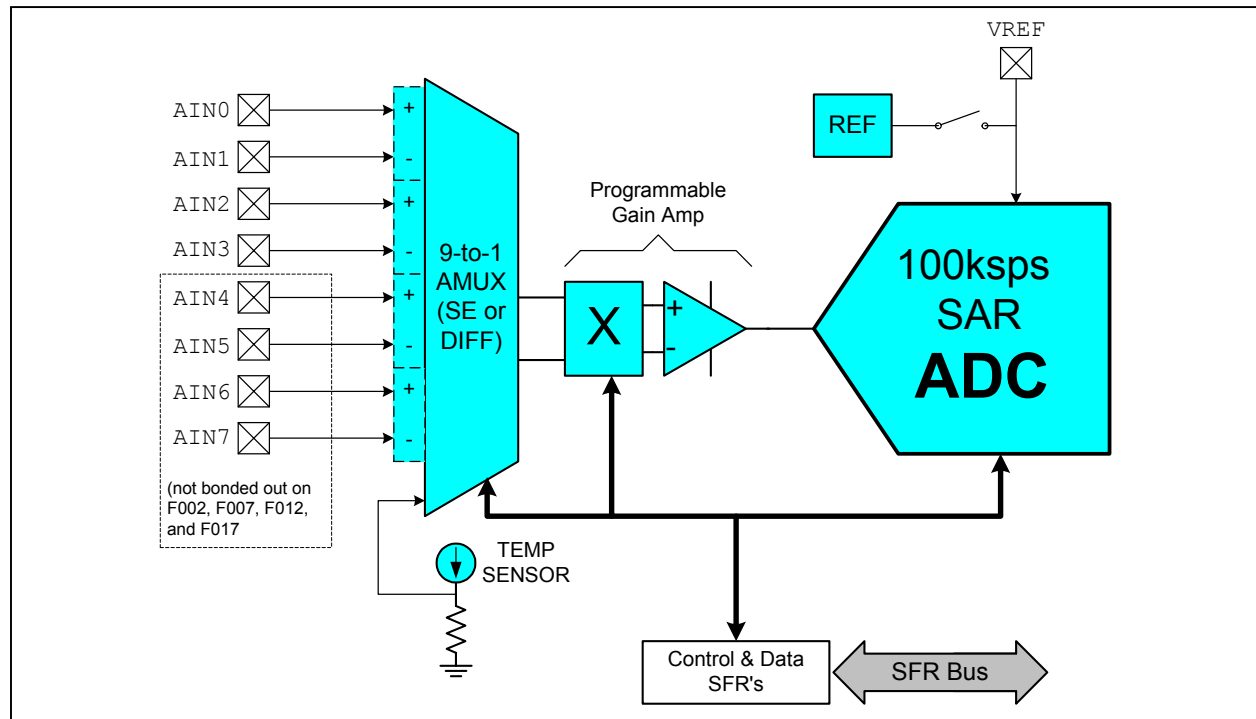 VREF
AIN0
+
REF
AIN1
-
AIN2
+
Programmable
Gain Amp
AIN3
-
9-to-1
AMUX
(SE or
DIFF)
100ksps
SAR
ADC
AIN4
+
X
+
-
AIN5
-
AIN6
+
AIN7
-
(not bonded out on
F002, F007, F012,
and F017
TEMP
SENSOR
Control & Data
SFR's
SFR Bus